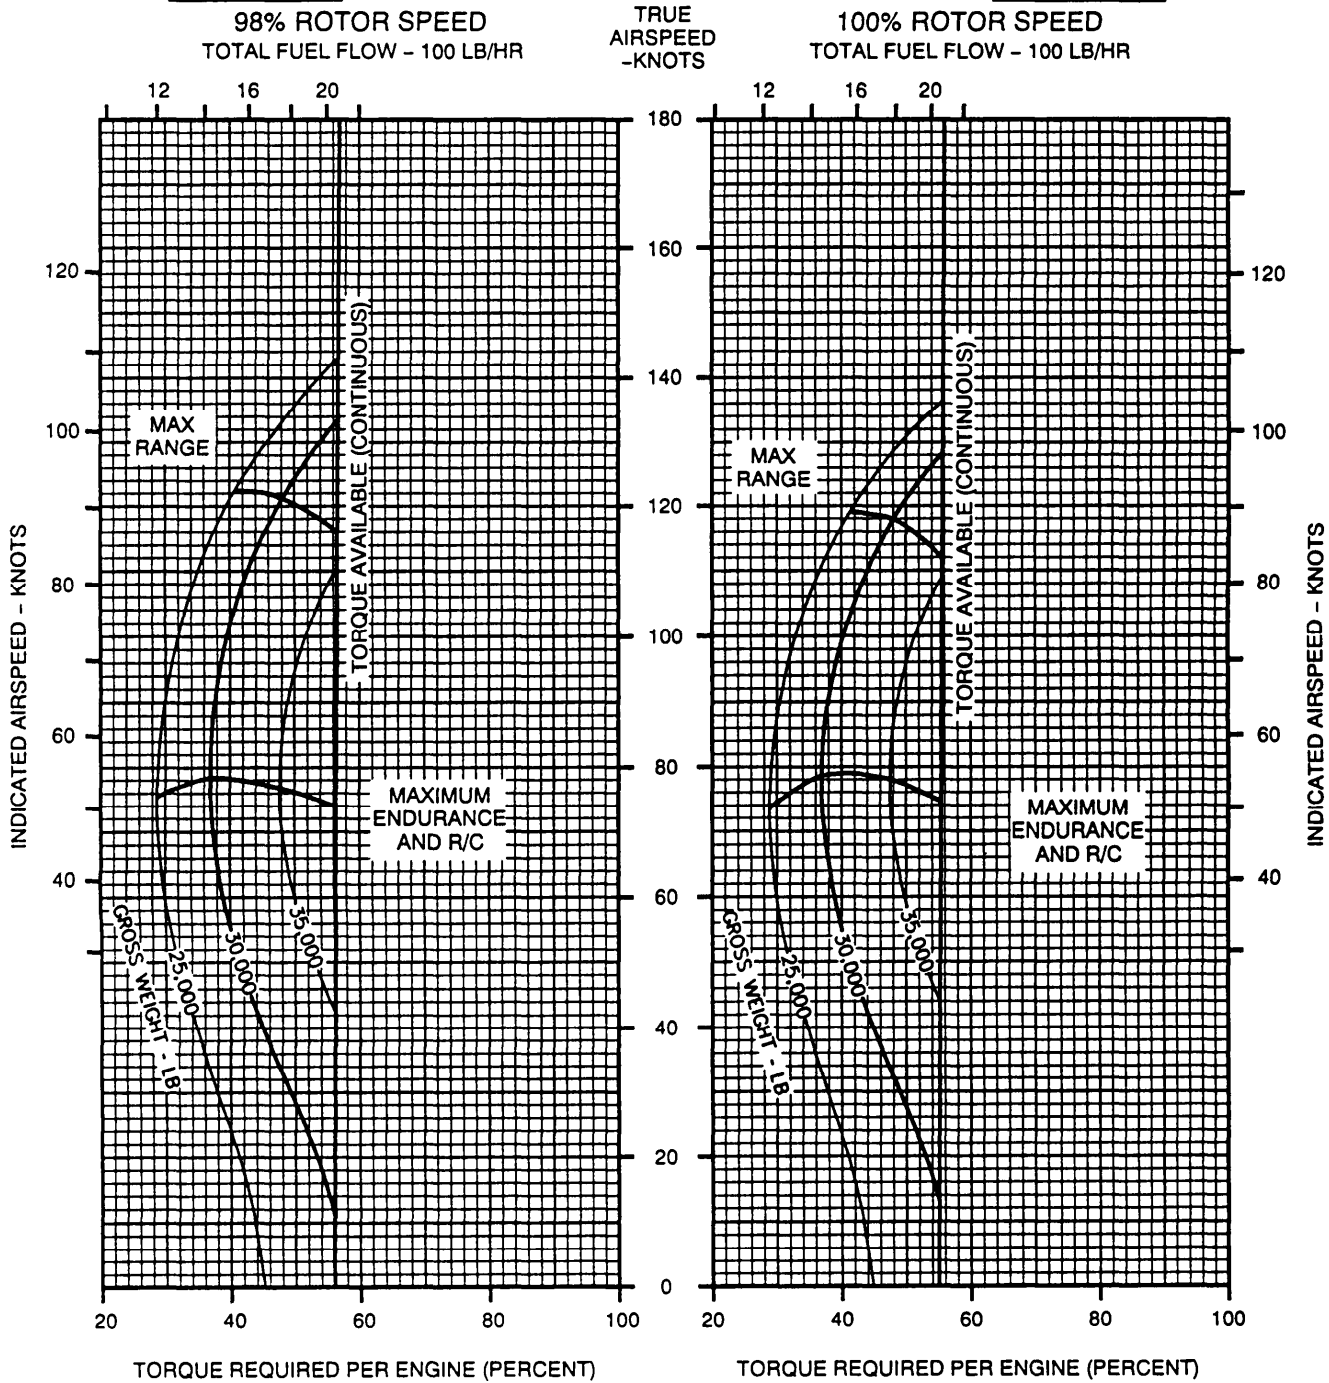 98% ROTOR SPEED
TOTAL FUEL FLOW – 100 LB/HR
TRUE
AIRSPEED
–KNOTS
100% ROTOR SPEED
TOTAL FUEL FLOW – 100 LB/HR
12 16 20
12 16 20
INDICATED AIRSPEED – KNOTS
120
100
80
60
40
MAX
RANGE
TORQUE AVAILABLE (CONTINUOUS)
MAXIMUM
ENDURANCE
AND R/C
GROSS WEIGHT – LB
25,000
30,000
35,000
20 40 60 80 100
TORQUE REQUIRED PER ENGINE (PERCENT)
180
160
140
120
100
80
60
40
20
0
MAX
RANGE
TORQUE AVAILABLE (CONTINUOUS)
MAXIMUM
ENDURANCE
AND R/C
GROSS WEIGHT – LB
25,000
30,000
35,000
20 40 60 80 100
TORQUE REQUIRED PER ENGINE (PERCENT)
120
100
80
60
40
INDICATED AIRSPEED – KNOTS